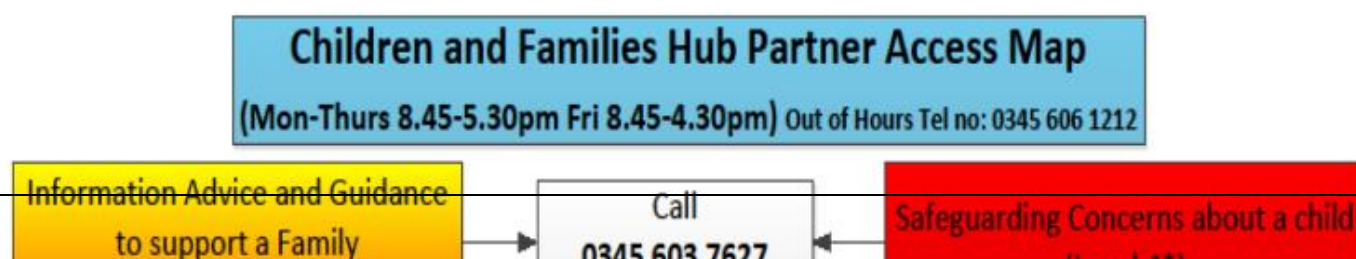 Children and Families Hub Partner Access Map
(Mon-Thurs 8.45-5.30pm Fri 8.45-4.30pm) Out of Hours Tel no: 0345 606 1212
Information Advice and Guidance
to support a Family
Call
0345 603 7627
Safeguarding Concerns about a child